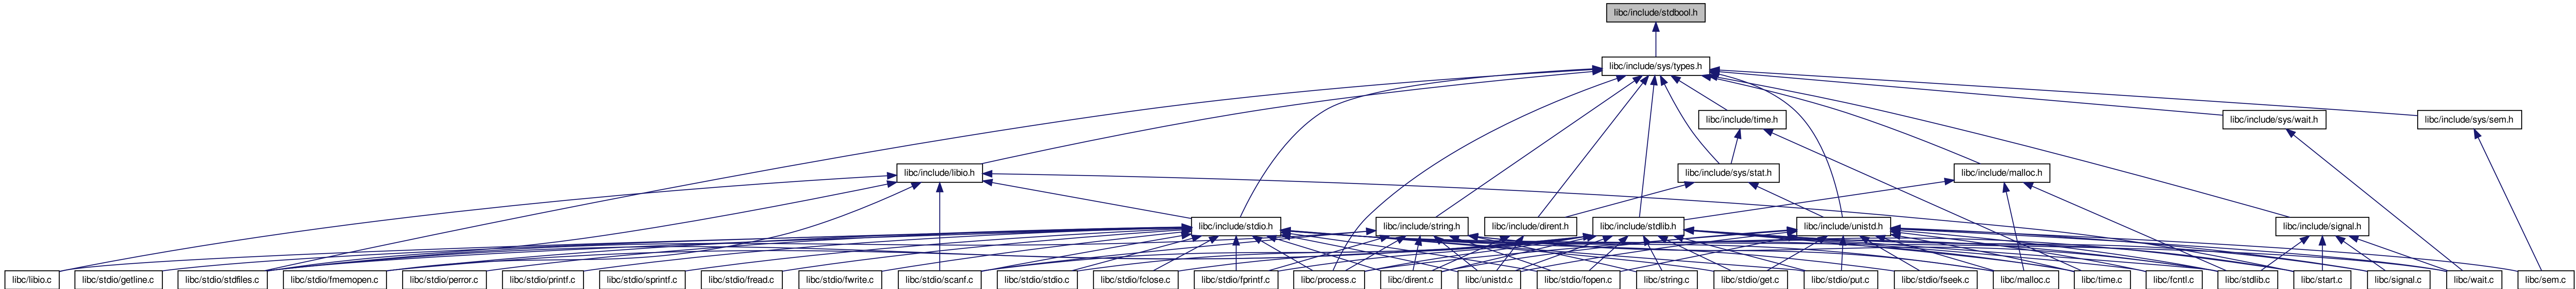 libc/include/stdbool.h
libc/include/sys/types.h
libc/include/time.h
libc/include/sys/wait.h
libc/include/sys/sem.h
libc/include/libio.h
libc/include/sys/stat.h
libc/include/malloc.h
libc/include/stdio.h
libc/include/string.h
libc/include/dirent.h
libc/include/stdlib.h
libc/include/unistd.h
libc/include/signal.h
libc/libio.c
libc/stdio/getline.c
libc/stdio/stdfiles.c
libc/stdio/fmemopen.c
libc/stdio/perror.c
libc/stdio/printf.c
libc/stdio/sprintf.c
libc/stdio/fread.c
libc/stdio/fwrite.c
libc/stdio/scanf.c
libc/stdio/stdio.c
libc/stdio/fclose.c
libc/stdio/fprintf.c
libc/process.c
libc/dirent.c
libc/unistd.c
libc/stdio/fopen.c
libc/string.c
libc/stdio/get.c
libc/stdio/put.c
libc/stdio/fseek.c
libc/malloc.c
libc/time.c
libc/fcntl.c
libc/stdlib.c
libc/start.c
libc/signal.c
libc/wait.c
libc/sem.c